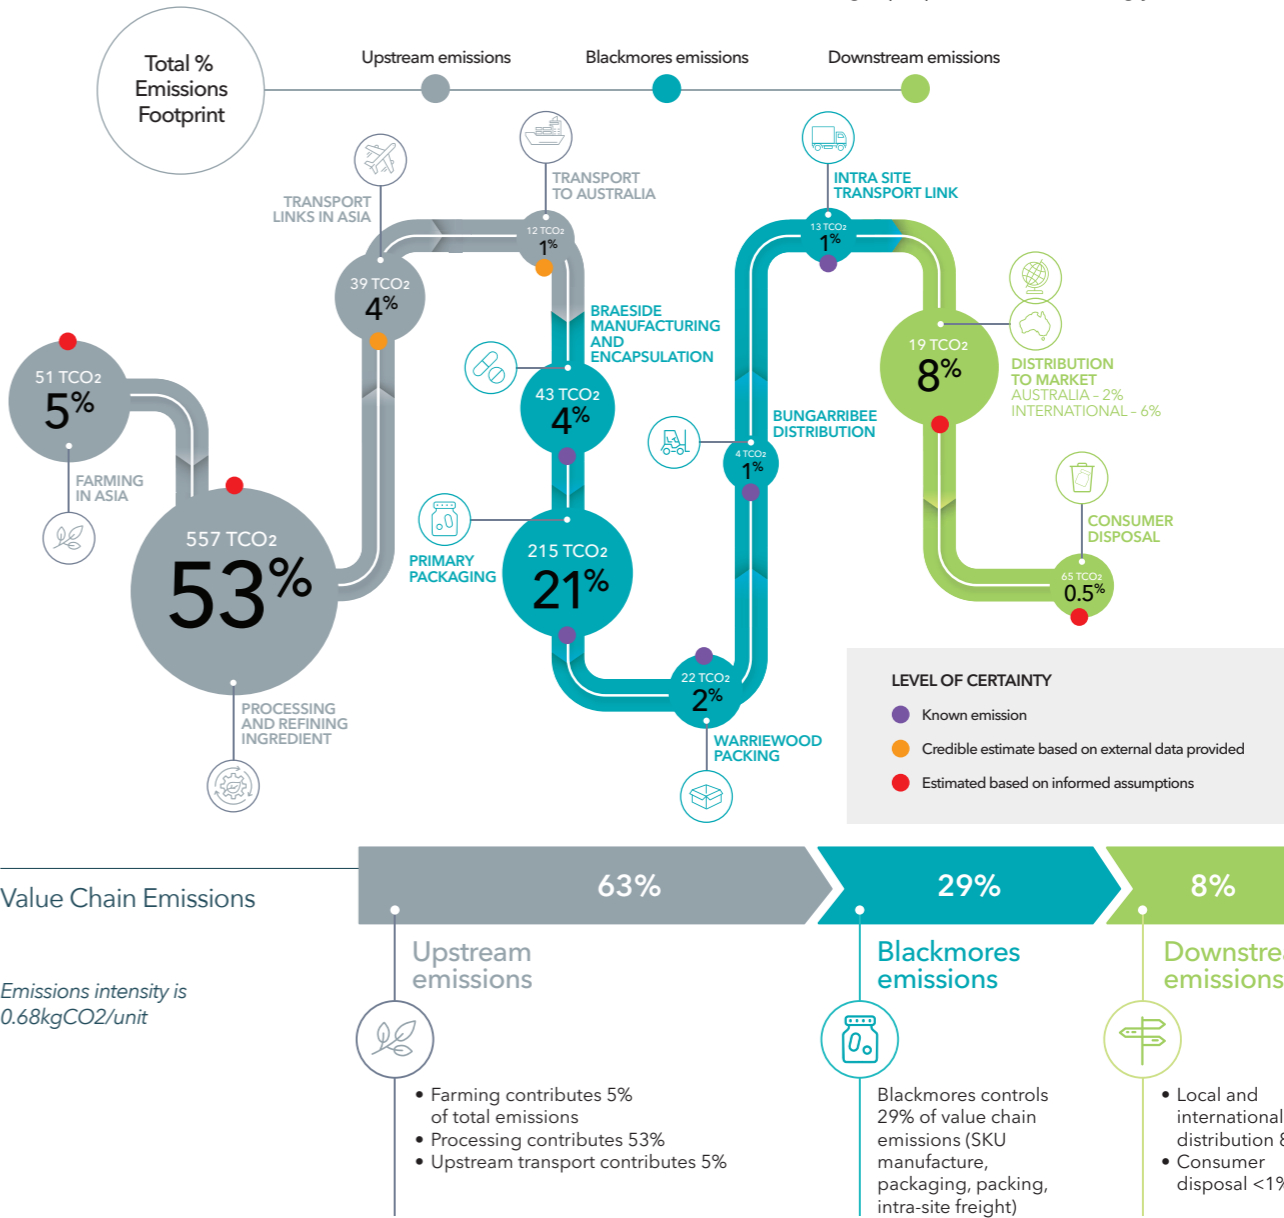 Total %
Emissions
Footprint
Upstream emissions
Blackmores emissions
Downstream emissions
TRANSPORT
LINKS IN ASIA
TRANSPORT
TO AUSTRALIA
INTRA SITE
TRANSPORT LINK
12 TCO2
1%
13 TCO2
1%
39 TCO2
4%
BRAESIDE
MANUFACTURING
AND
ENCAPSULATION
51 TCO2
5%
43 TCO2
4%
19 TCO2
8%
DISTRIBUTION
TO MARKET
AUSTRALIA – 2%
INTERNATIONAL – 6%
BUNGARRIBEE
DISTRIBUTION
4 TCO2
1%
FARMING
IN ASIA
557 TCO2
53%
PRIMARY
PACKAGING
215 TCO2
21%
CONSUMER
DISPOSAL
65 TCO2
0.5%
PROCESSING
AND REFINING
INGREDIENT
22 TCO2
2%
WARRIEWOOD
PACKING
LEVEL OF CERTAINTY
Known emission
Credible estimate based on external data provided
Estimated based on informed assumptions
Value Chain Emissions
63%
29%
8%
Emissions intensity is
0.68kgCO2/unit
Upstream
emissions
• Farming contributes 5%
of total emissions
• Processing contributes 53%
• Upstream transport contributes 5%
Blackmores
emissions
Blackmores controls
29% of value chain
emissions (SKU
manufacture,
packaging, packing,
intra-site freight)
Downstrea
emissions
• Local and
international
distribution 8
• Consumer
disposal <1%